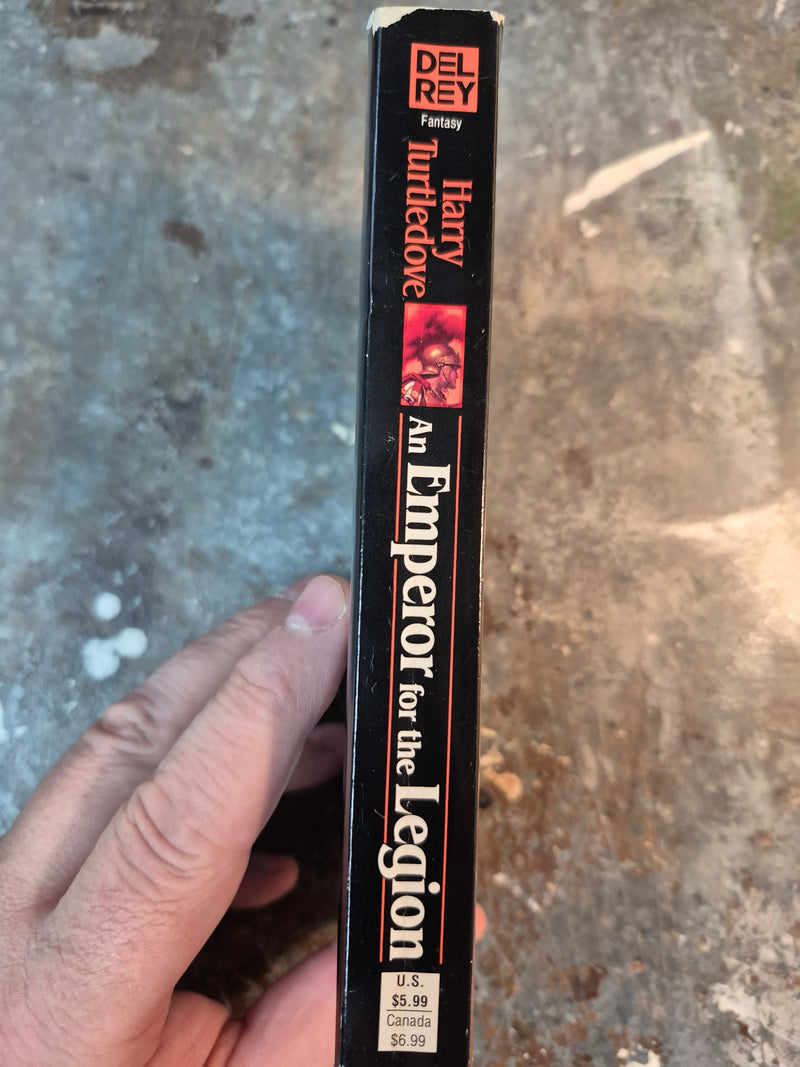 DEL
REY
Fantasy
Harry
Turtledove
An Emperor for the Legion
U.S.
$5.99
Canada
$6.99